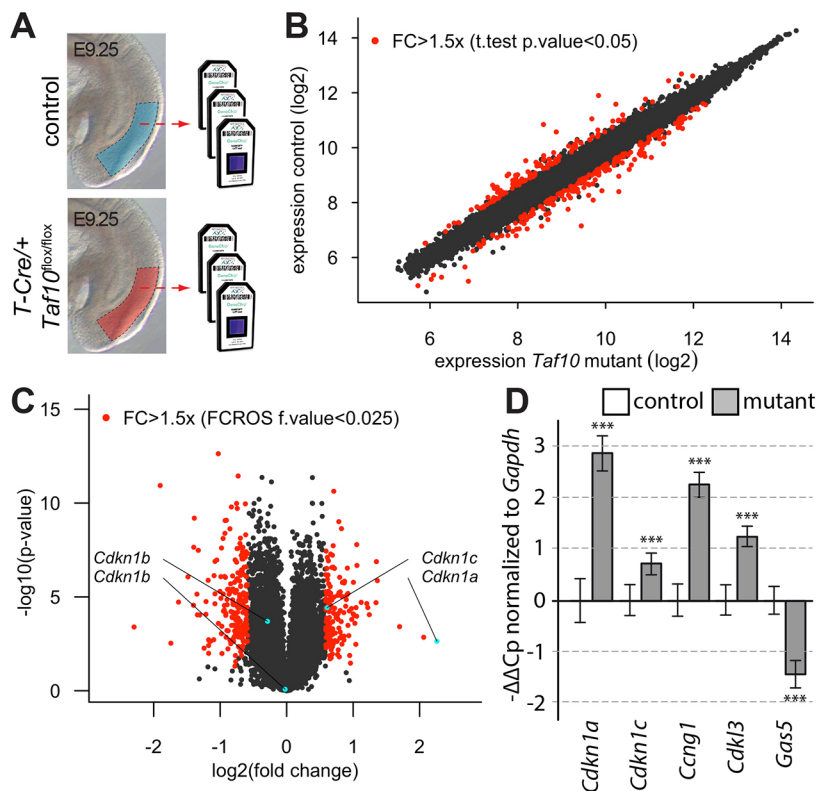 A
E9.25
control
E9.25
T-Cre/+
Taf10flox/flox
B
FC>1.5x (t.test p.value<0.05)
expression control (log2)
14
12
10
8
6
6
8
10
12
14
expression Taf10 mutant (log2)
C
FC>1.5x (FCROS f.value<0.025)
-log10(p-value)
15
10
5
0
Cdkn1b
Cdkn1b
Cdkn1c
Cdkn1a
-2
-1
0
1
2
log2(fold change)
D
control
mutant
-ΔΔCp normalized to Gapdh
3
2
1
0
-1
-2
***
***
***
***
***
Cdkn1a
Cdkn1c
Ccng1
Cdkl3
Gas5